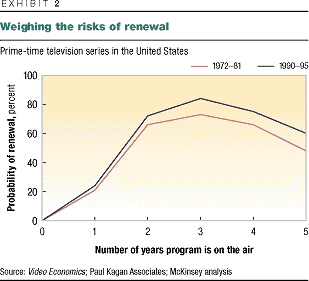 EXHIBIT 2
Weighing the risks of renewal
Prime-time television series in the United States
1972–81 1990–95
Probability of renewal, percent
100
80
60
40
20
0
0 1 2 3 4 5
Number of years program is on the air
Source: Video Economics; Paul Kagan Associates; McKinsey analysis